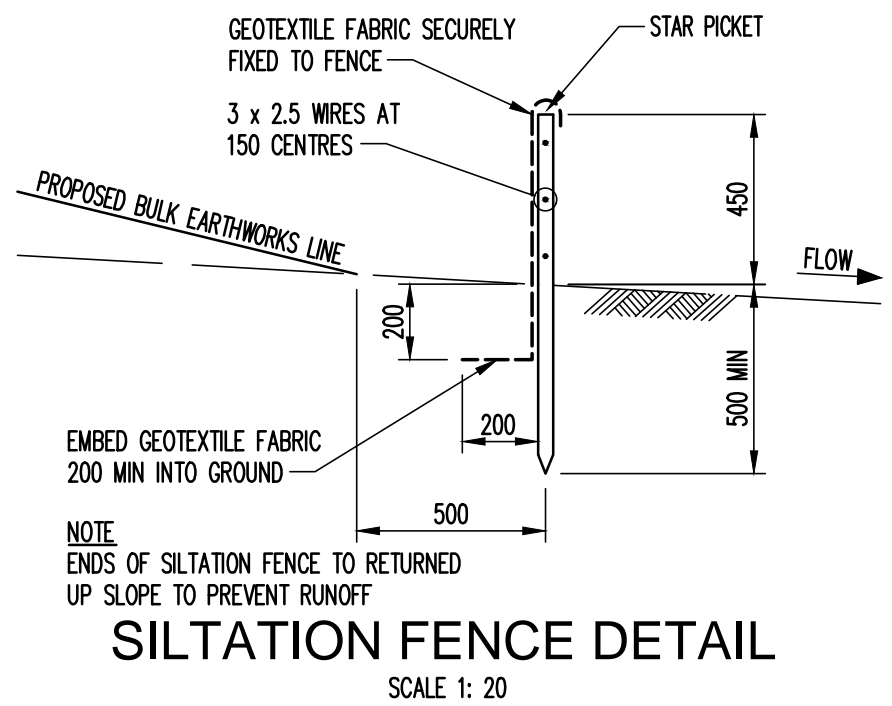 GEOTEXTILE FABRIC SECURELY
FIXED TO FENCE
STAR PICKET
3 x 2.5 WIRES AT
150 CENTRES
PROPOSED BULK EARTHWORKS LINE
450
FLOW
200
500 MIN
200
EMBED GEOTEXTILE FABRIC
200 MIN INTO GROUND
500
NOTE
ENDS OF SILTATION FENCE TO RETURNED
UP SLOPE TO PREVENT RUNOFF
SILTATION FENCE DETAIL
SCALE 1: 20